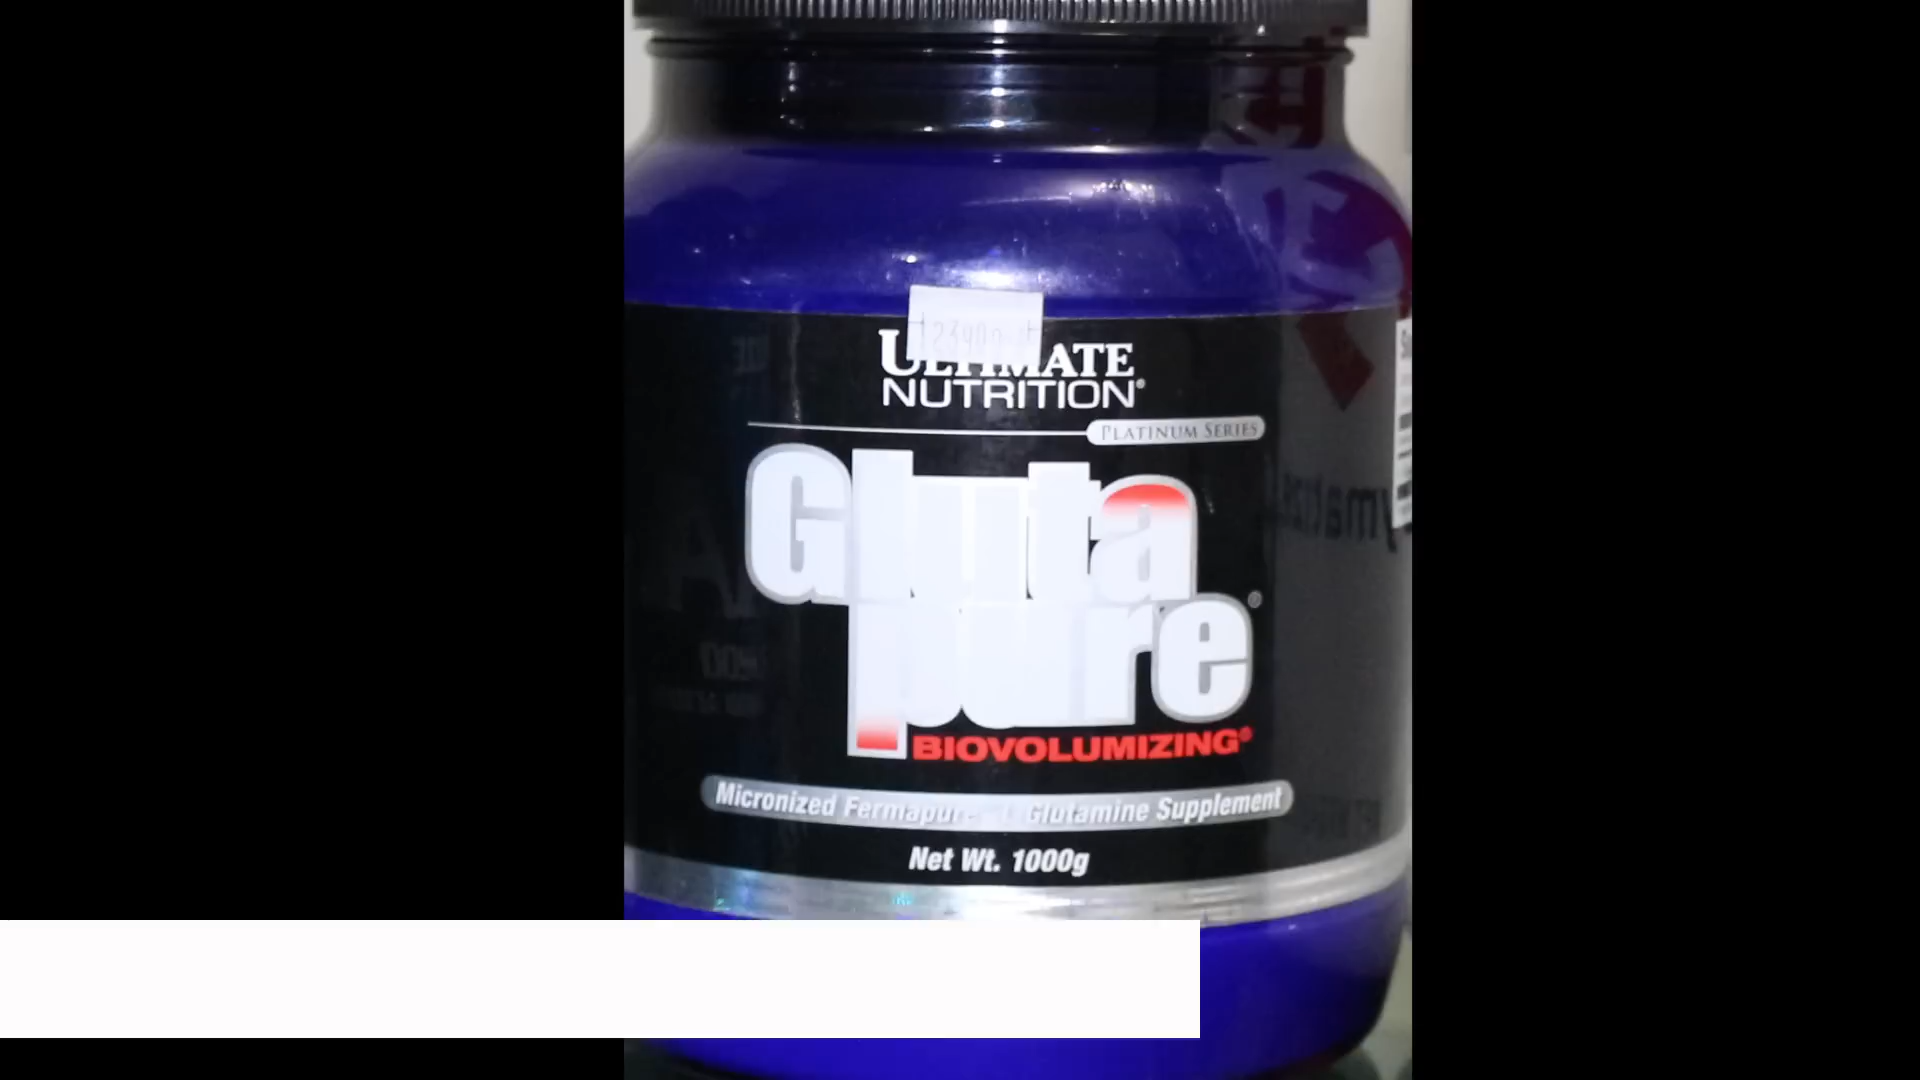 ULTIMATE
NUTRITION®
PLATINUM SERIES
Gluta
pure®
BIOVOLUMIZING®
Micronized Fermapure L Glutamine Supplement
Net Wt. 1000g